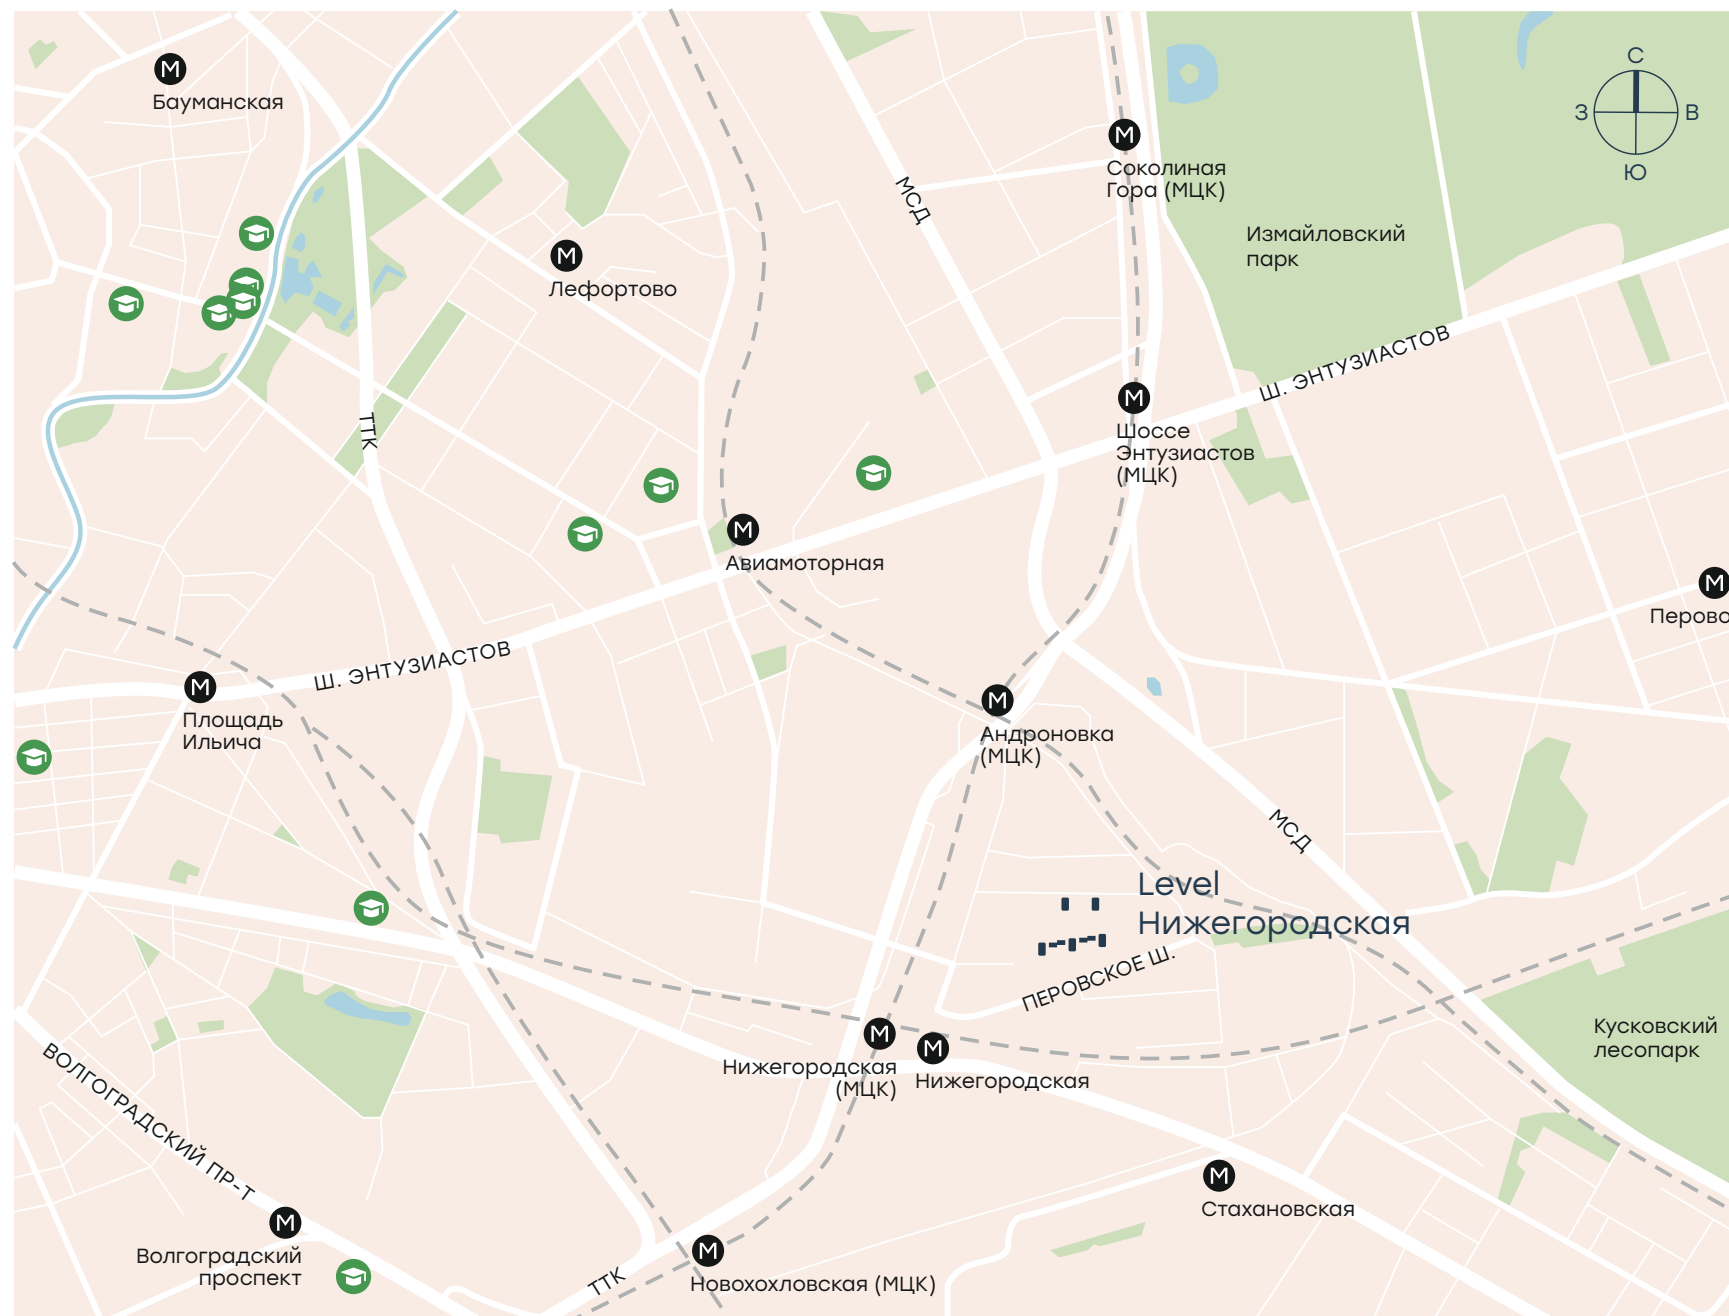 М
Бауманская
С
З
В
Ю
М
Соколиная
Гора (МЦК)
МСД
Измайловский
парк
М
Лефортово
Ш. ЭНТУЗИАСТОВ
М
Шоссе
Энтузиастов
(МЦК)
ТТК
М
Авиамоторная
М
Перово
Ш. ЭНТУЗИАСТОВ
М
Площадь
Ильича
М
Андроновка
(МЦК)
МСД
Level
Нижегородская
ПЕРОВСКОЕ Ш.
Кусковский
лесопарк
М
Нижегородская
(МЦК)
М
Нижегородская
ВОЛГОГРАДСКИЙ ПР-Т
М
Стахановская
М
Волгоградский
проспект
ТТК
М
Новохохловская (МЦК)